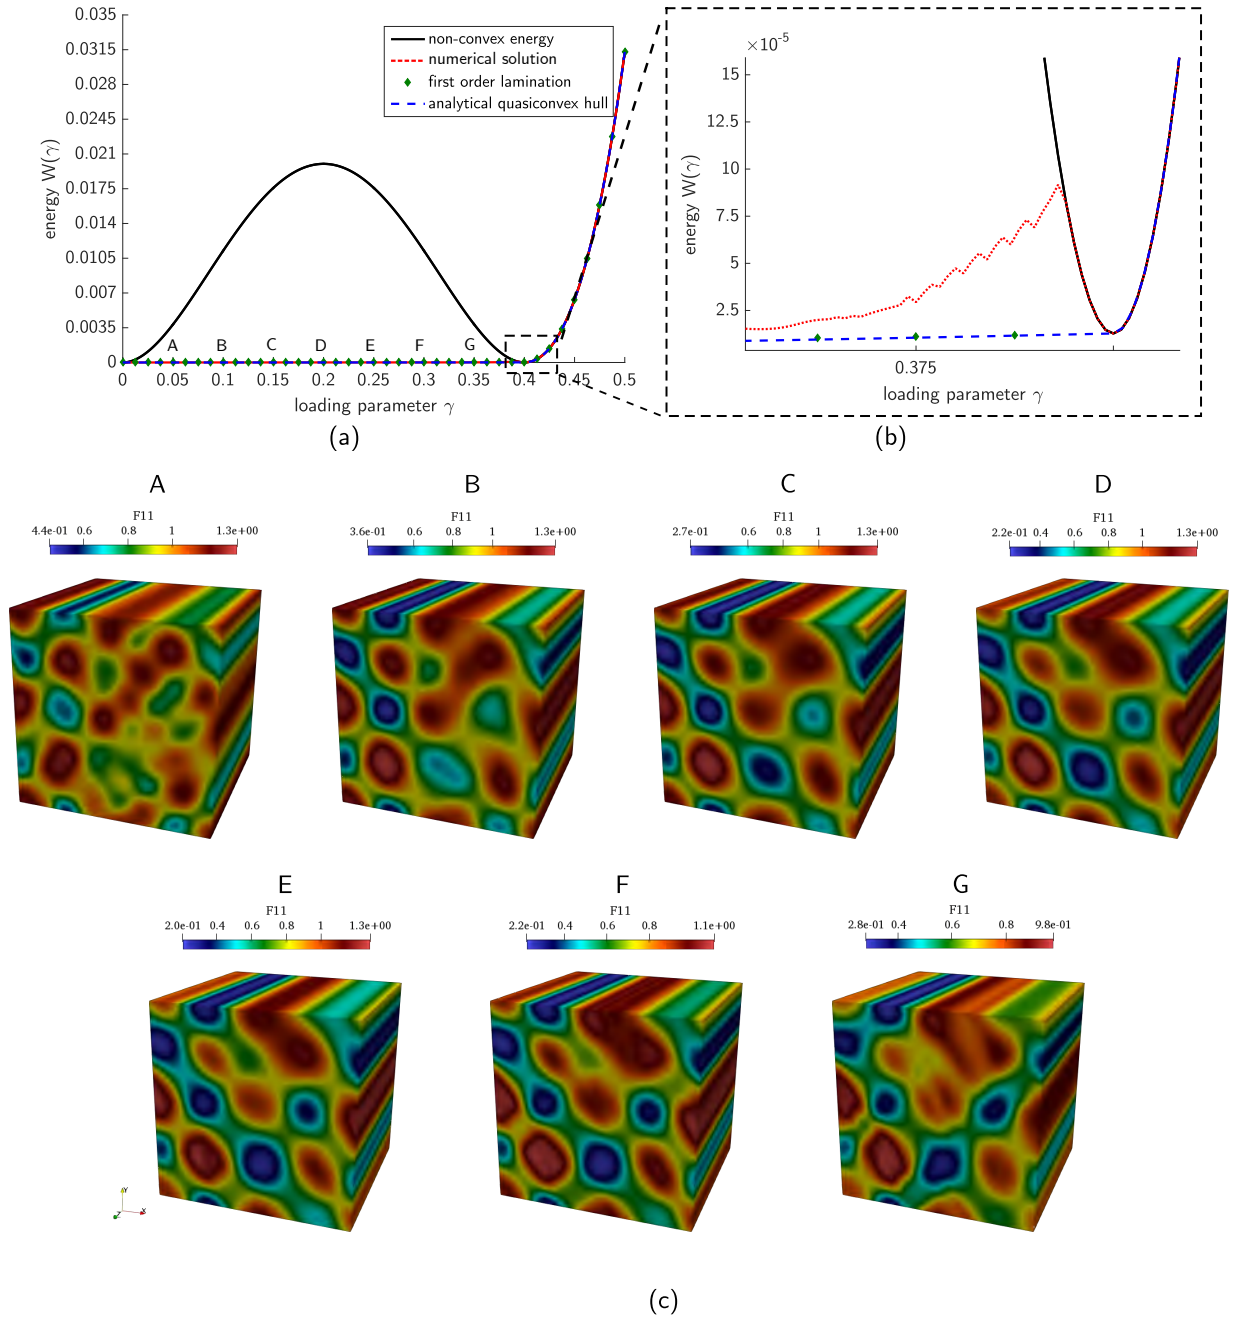 0.035
0.0315
0.028
0.0245
0.021
0.0175
0.014
0.0105
0.007
0.0035
0
energy W(γ)
non-convex energy
numerical solution
first order lamination
analytical quasiconvex hull
A B C D E F G
0 0.05 0.1 0.15 0.2 0.25 0.3 0.35 0.4 0.45 0.5
loading parameter γ
(a)
×10⁻⁵
15
12.5
10
7.5
5
2.5
energy W(γ)
0.375
loading parameter γ
(b)
A
F11
4.4e-01 0.6 0.8 1 1.3e+00
B
F11
3.6e-01 0.6 0.8 1 1.3e+00
C
F11
2.7e-01 0.6 0.8 1 1.3e+00
D
F11
2.2e-01 0.4 0.6 0.8 1 1.3e+00
E
F11
2.0e-01 0.4 0.6 0.8 1 1.3e+00
F
F11
2.2e-01 0.4 0.6 0.8 1.1e+00
G
F11
2.8e-01 0.4 0.6 0.8 9.8e-01
Y
Z
X
(c)